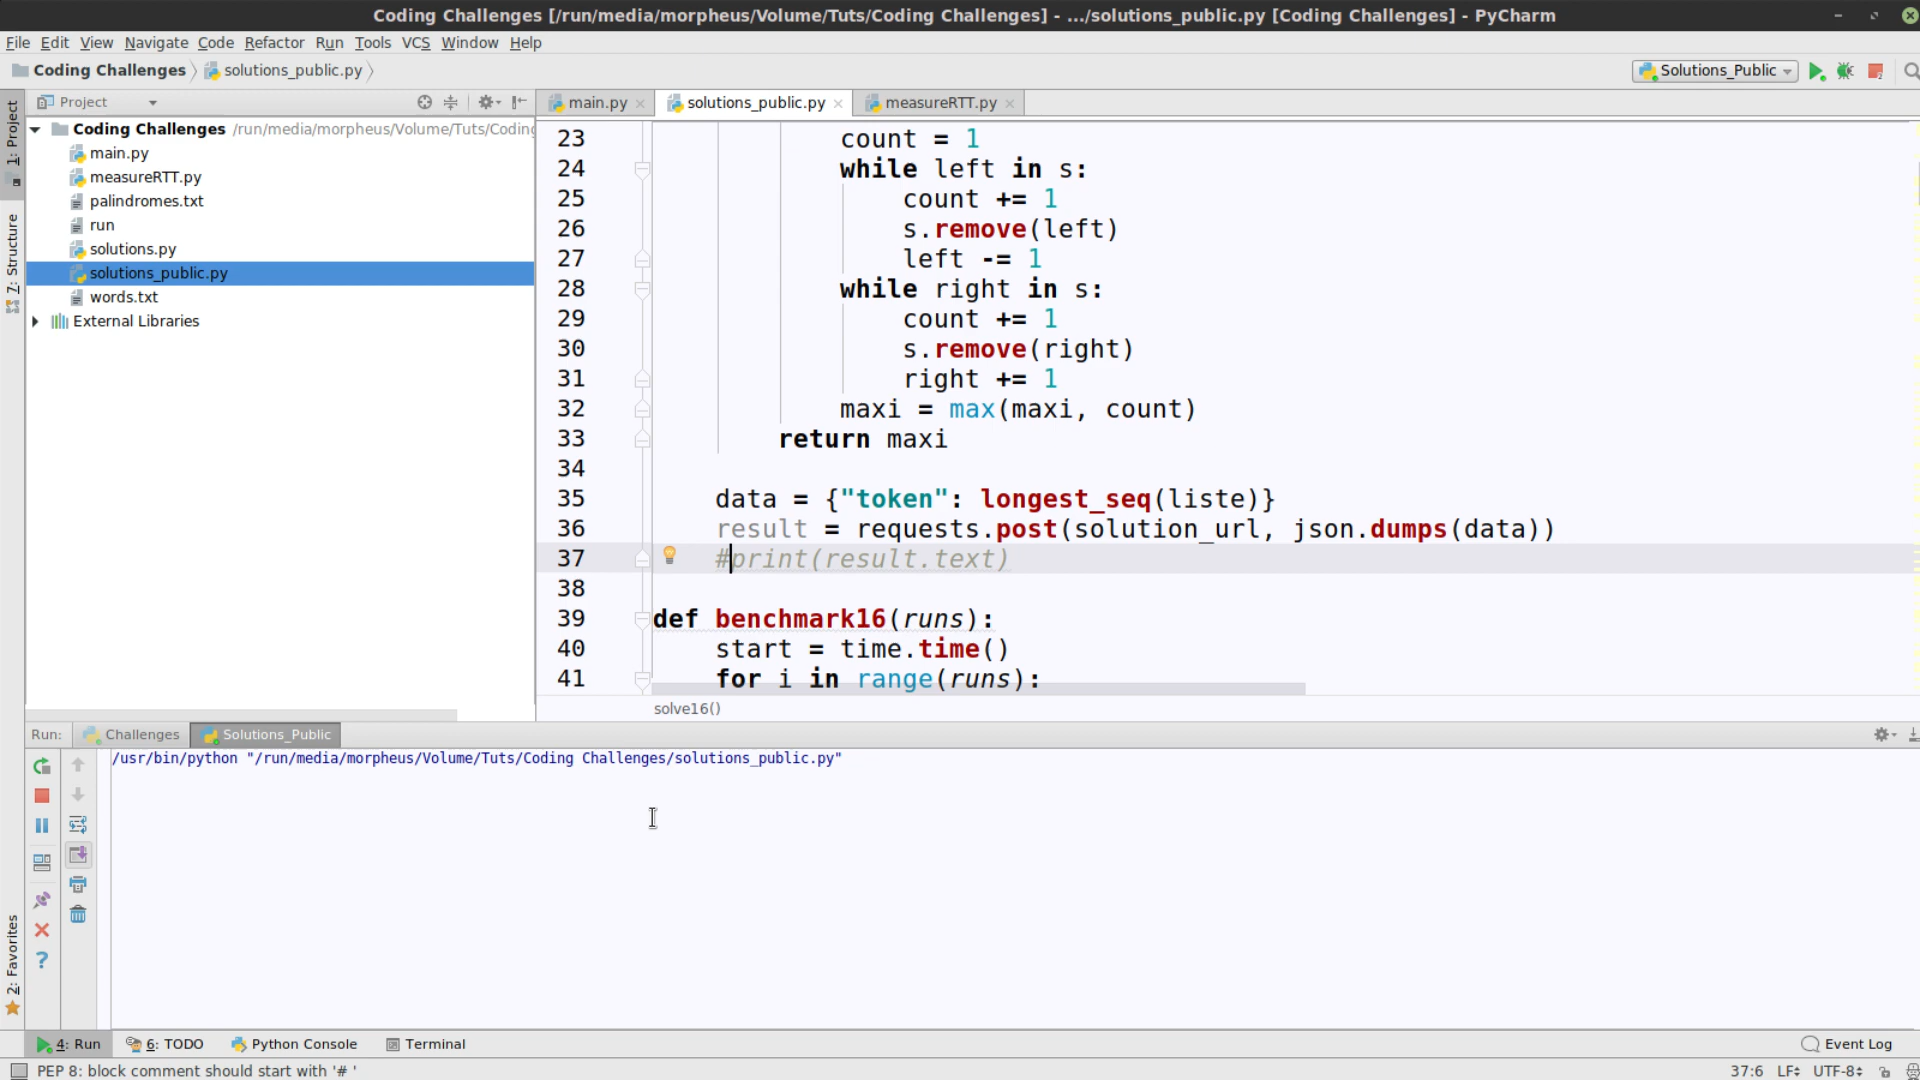 Coding Challenges [/run/media/morpheus/Volume/Tuts/Coding Challenges] - .../solutions_public.py [Coding Challenges] - PyCharm
File Edit View Navigate Code Refactor Run Tools VCS Window Help
Coding Challenges solutions_public.py Solutions_Public
1: Project
7: Structure
2: Favorites
Project
Coding Challenges /run/media/morpheus/Volume/Tuts/Coding
main.py
measureRTT.py
palindromes.txt
run
solutions.py
solutions_public.py
words.txt
External Libraries
main.py solutions_public.py measureRTT.py
23 count = 1
24 while left in s:
25 count += 1
26 s.remove(left)
27 left -= 1
28 while right in s:
29 count += 1
30 s.remove(right)
31 right += 1
32 maxi = max(maxi, count)
33 return maxi
34
35 data = {"token": longest_seq(liste)}
36 result = requests.post(solution_url, json.dumps(data))
37 #print(result.text)
38
39 def benchmark16(runs):
40 start = time.time()
41 for i in range(runs):
solve16()
Run: Challenges Solutions_Public
/usr/bin/python "/run/media/morpheus/Volume/Tuts/Coding Challenges/solutions_public.py"
4: Run 6: TODO Python Console Terminal Event Log
PEP 8: block comment should start with '# ' 37:6 LF UTF-8